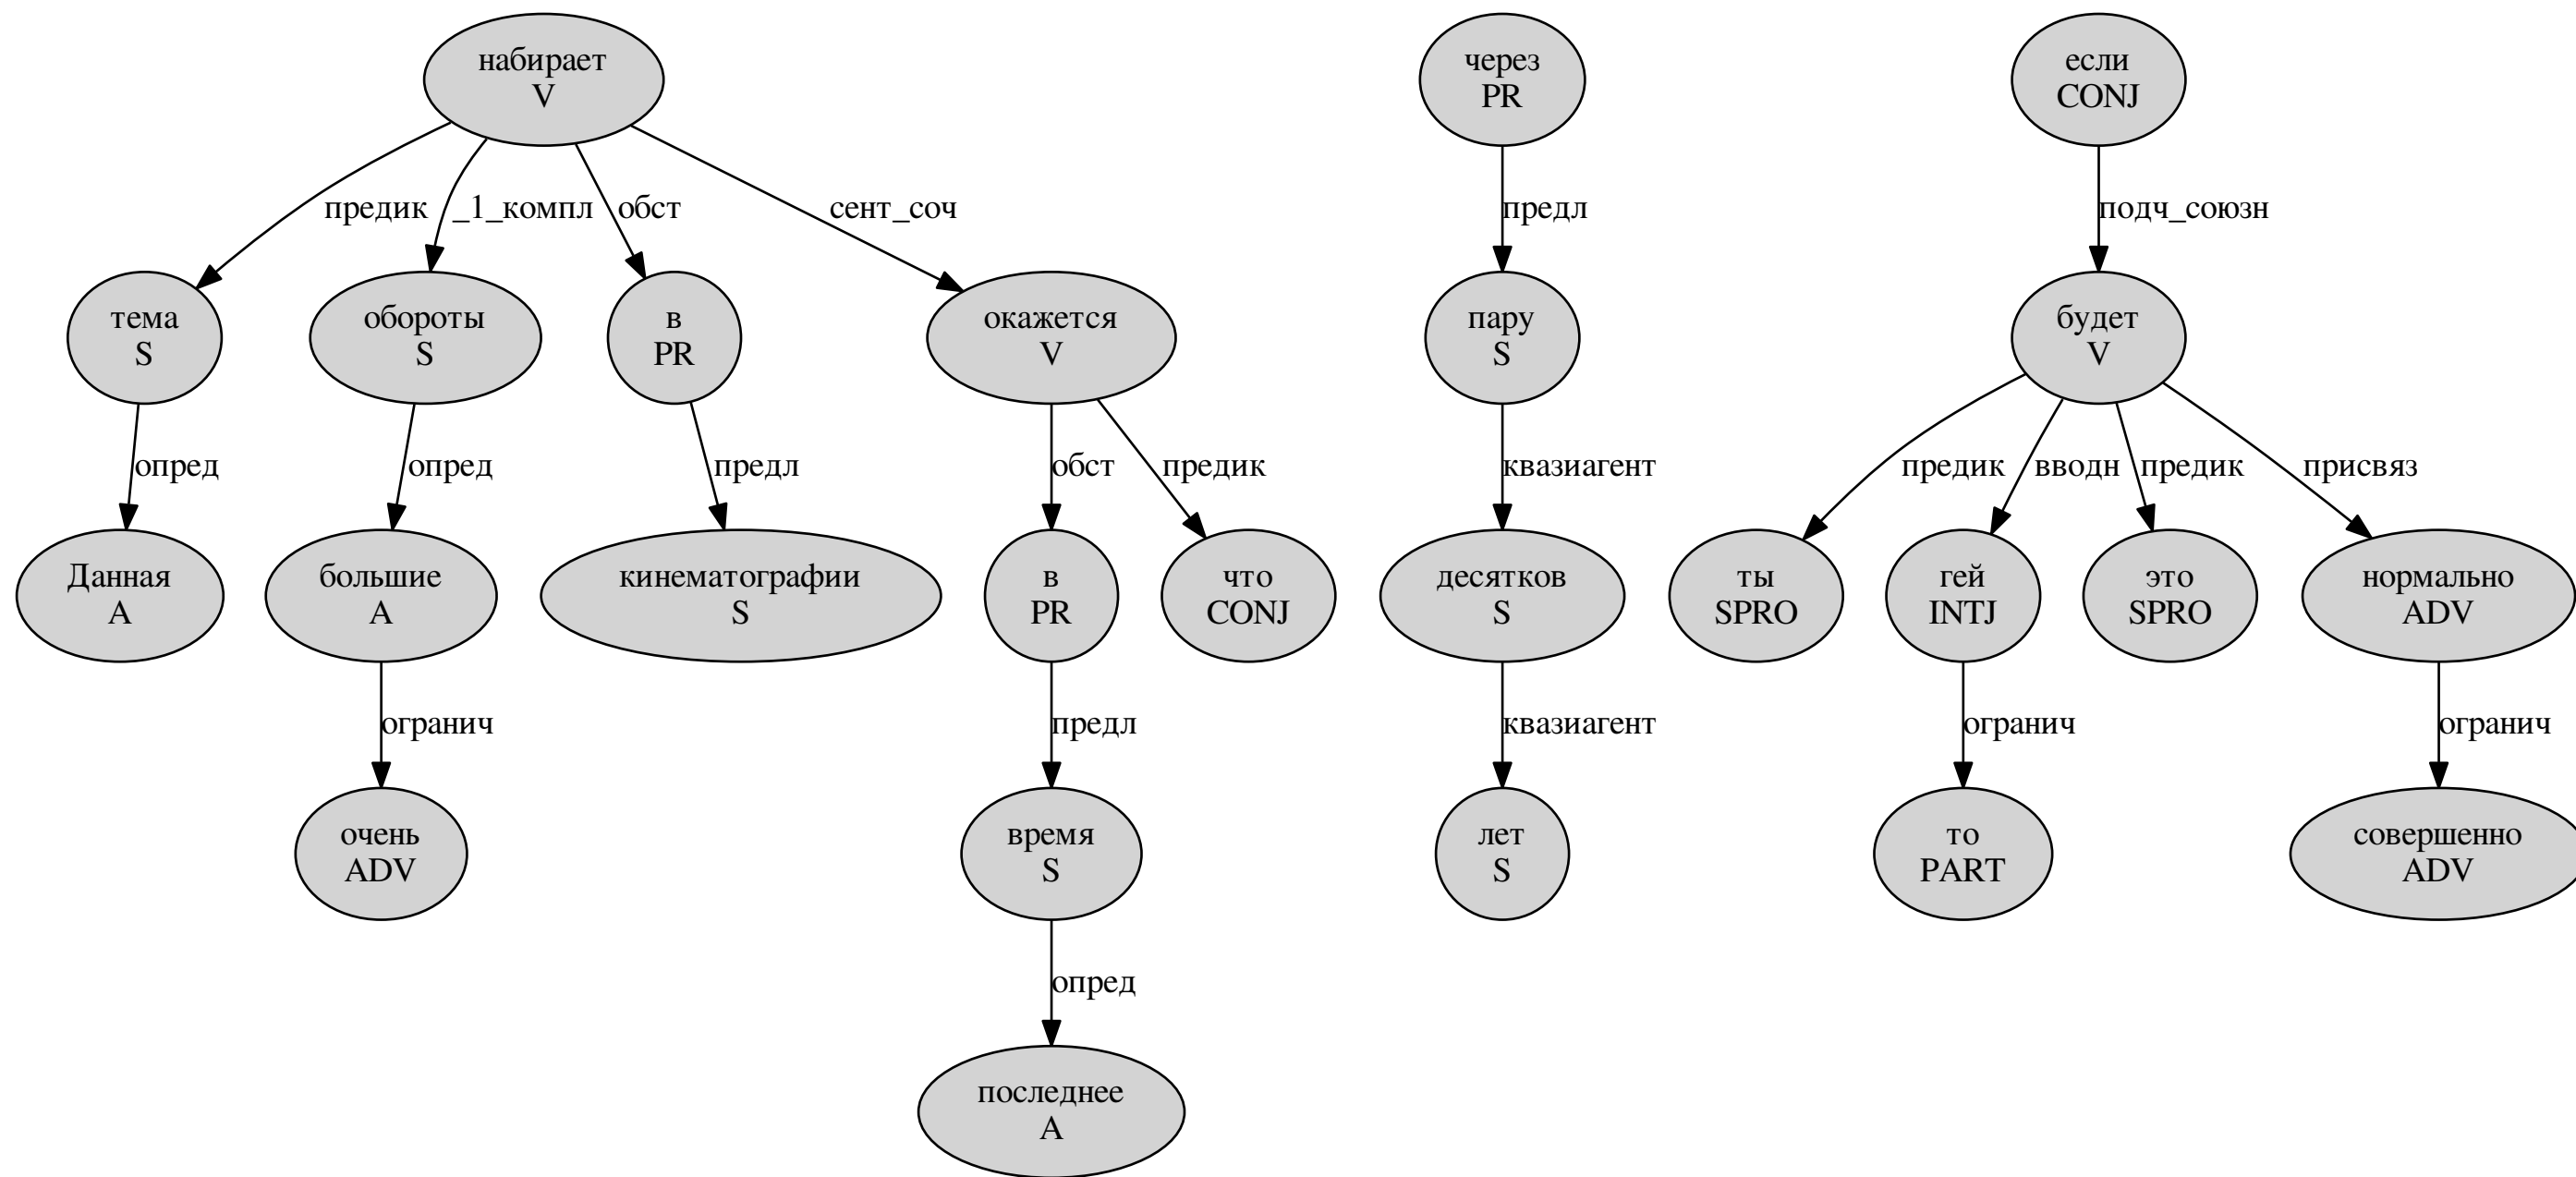 набирает
V
через
PR
если
CONJ
предик
_1_компл
обст
сент_соч
предл
подч_союзн
тема
S
обороты
S
в
PR
окажется
V
пару
S
будет
V
опред
опред
предл
обст
предик
квазиагент
предик
вводн
предик
присвяз
Данная
A
большие
A
кинематографии
S
в
PR
что
CONJ
десятков
S
ты
SPRO
гей
INTJ
это
SPRO
нормально
ADV
огранич
предл
квазиагент
огранич
огранич
очень
ADV
время
S
лет
S
то
PART
совершенно
ADV
опред
последнее
A